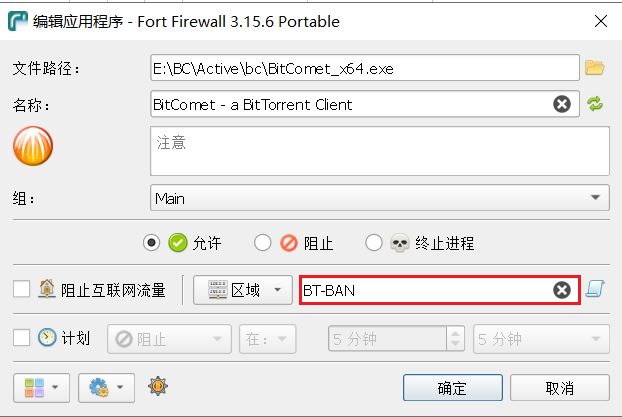 编辑应用程序 - Fort Firewall 3.15.6 Portable
文件路径： E:\BC\Active\bc\BitComet_x64.exe
名称： BitComet - a BitTorrent Client
注意
组： Main
允许 阻止 终止进程
阻止互联网流量 区域 BT-BAN
计划 阻止 在： 5 分钟 5 分钟
确定 取消